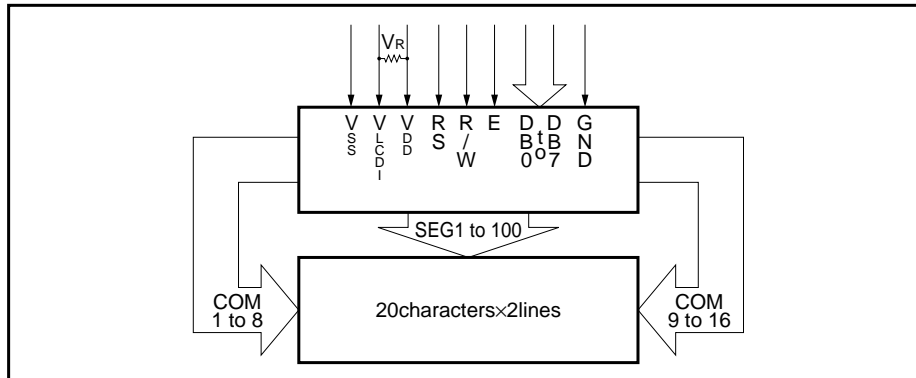 VR
VSS
VLCDI
VDD
RS
R/W
E
DB0 to DB7
GND
SEG1 to 100
COM
1 to 8
20characters×2lines
COM
9 to 16